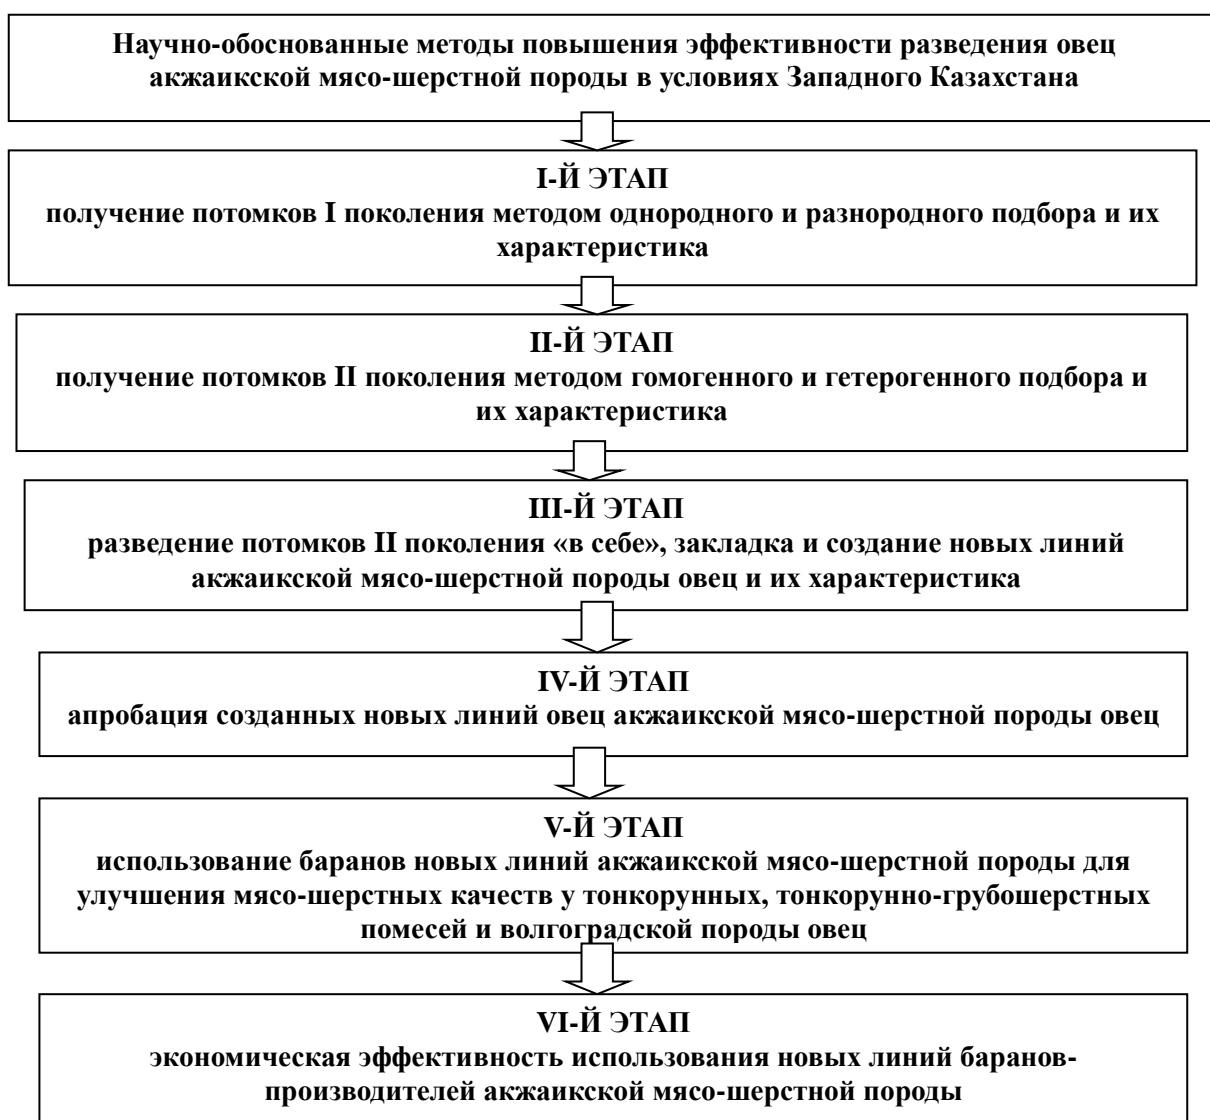 Научно-обоснованные методы повышения эффективности разведения овец
акжаикской мясо-шерстной породы в условиях Западного Казахстана
I-Й ЭТАП
получение потомков I поколения методом однородного и разнородного подбора и их
характеристика
II-Й ЭТАП
получение потомков II поколения методом гомогенного и гетерогенного подбора и
их характеристика
III-Й ЭТАП
разведение потомков II поколения «в себе», закладка и создание новых линий
акжаикской мясо-шерстной породы овец и их характеристика
IV-Й ЭТАП
апробация созданных новых линий овец акжаикской мясо-шерстной породы овец
V-Й ЭТАП
использование баранов новых линий акжаикской мясо-шерстной породы для
улучшения мясо-шерстных качеств у тонкорунных, тонкорунно-грубошерстных
помесей и волгоградской породы овец
VI-Й ЭТАП
экономическая эффективность использования новых линий баранов-
производителей акжаикской мясо-шерстной породы